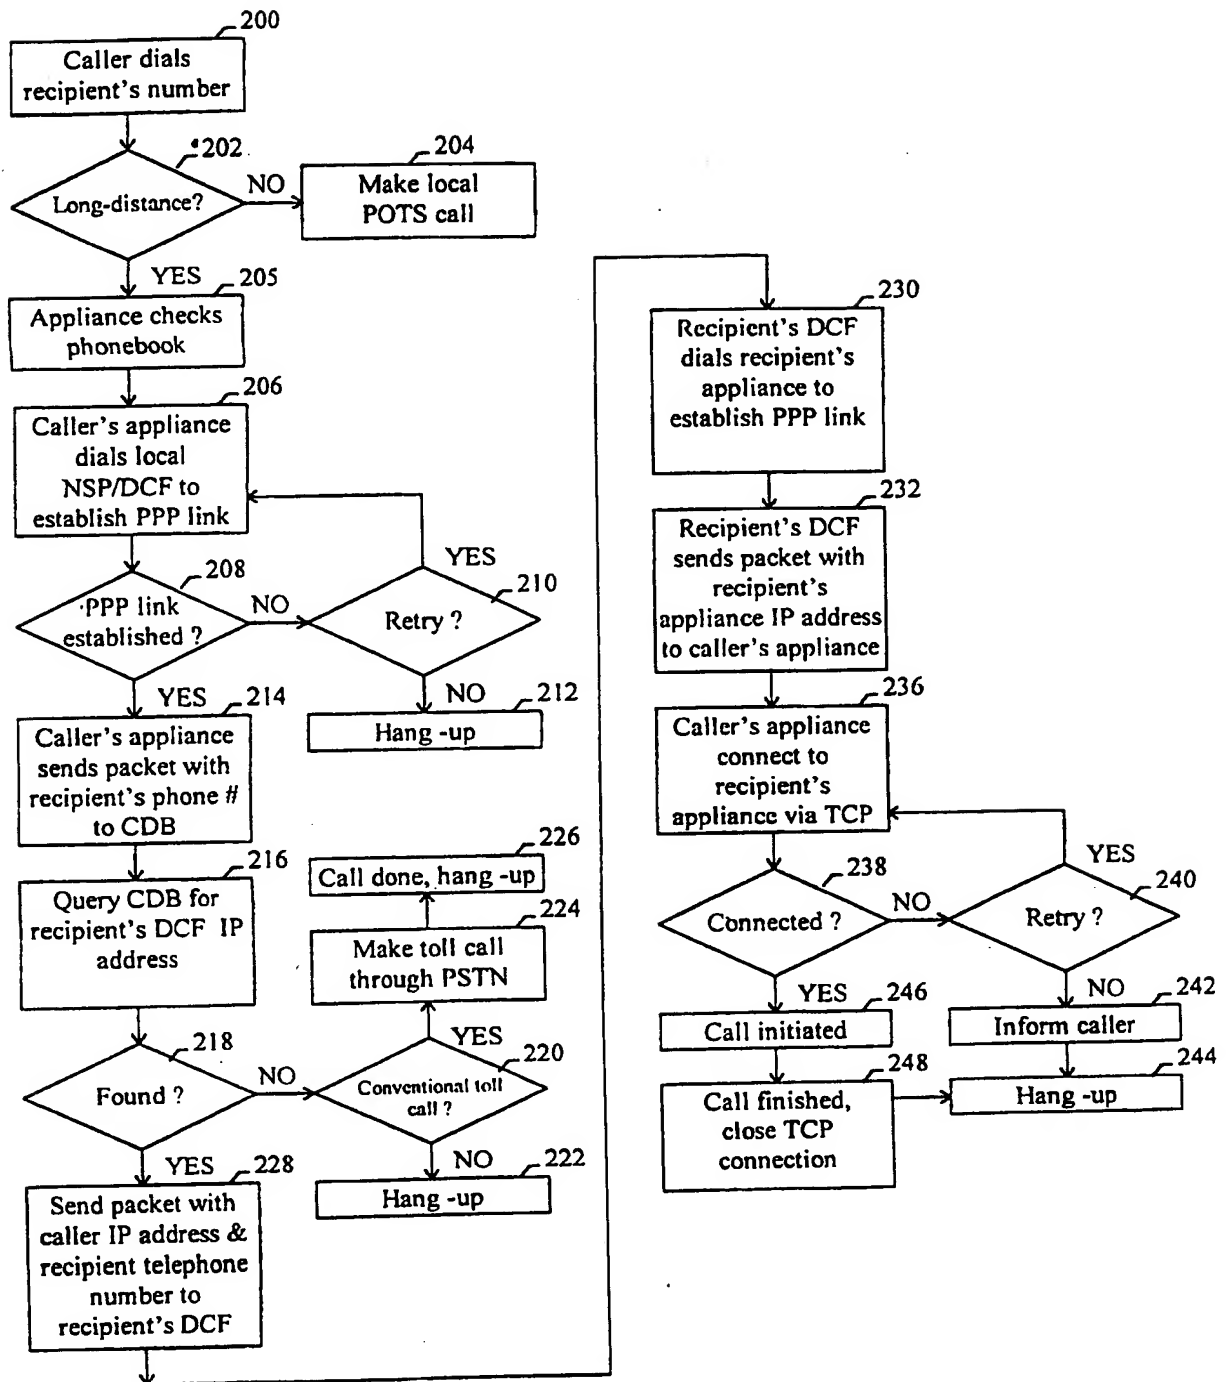 200
Caller dials
recipient's number
202
Long-distance?
NO
204
Make local
POTS call
YES
205
Appliance checks
phonebook
206
Caller's appliance
dials local
NSP/DCF to
establish PPP link
208
PPP link
established ?
NO
YES
210
Retry ?
NO
212
Hang -up
YES
214
Caller's appliance
sends packet with
recipient's phone #
to CDB
216
Query CDB for
recipient's DCF IP
address
218
Found ?
NO
220
Conventional toll
call ?
YES
224
Make toll call
through PSTN
226
Call done, hang -up
NO
222
Hang -up
YES
228
Send packet with
caller IP address &
recipient telephone
number to
recipient's DCF
230
Recipient's DCF
dials recipient's
appliance to
establish PPP link
232
Recipient's DCF
sends packet with
recipient's
appliance IP address
to caller's appliance
236
Caller's appliance
connect to
recipient's
appliance via TCP
238
Connected ?
NO
YES
240
Retry ?
NO
242
Inform caller
244
Hang -up
YES
246
Call initiated
248
Call finished,
close TCP
connection